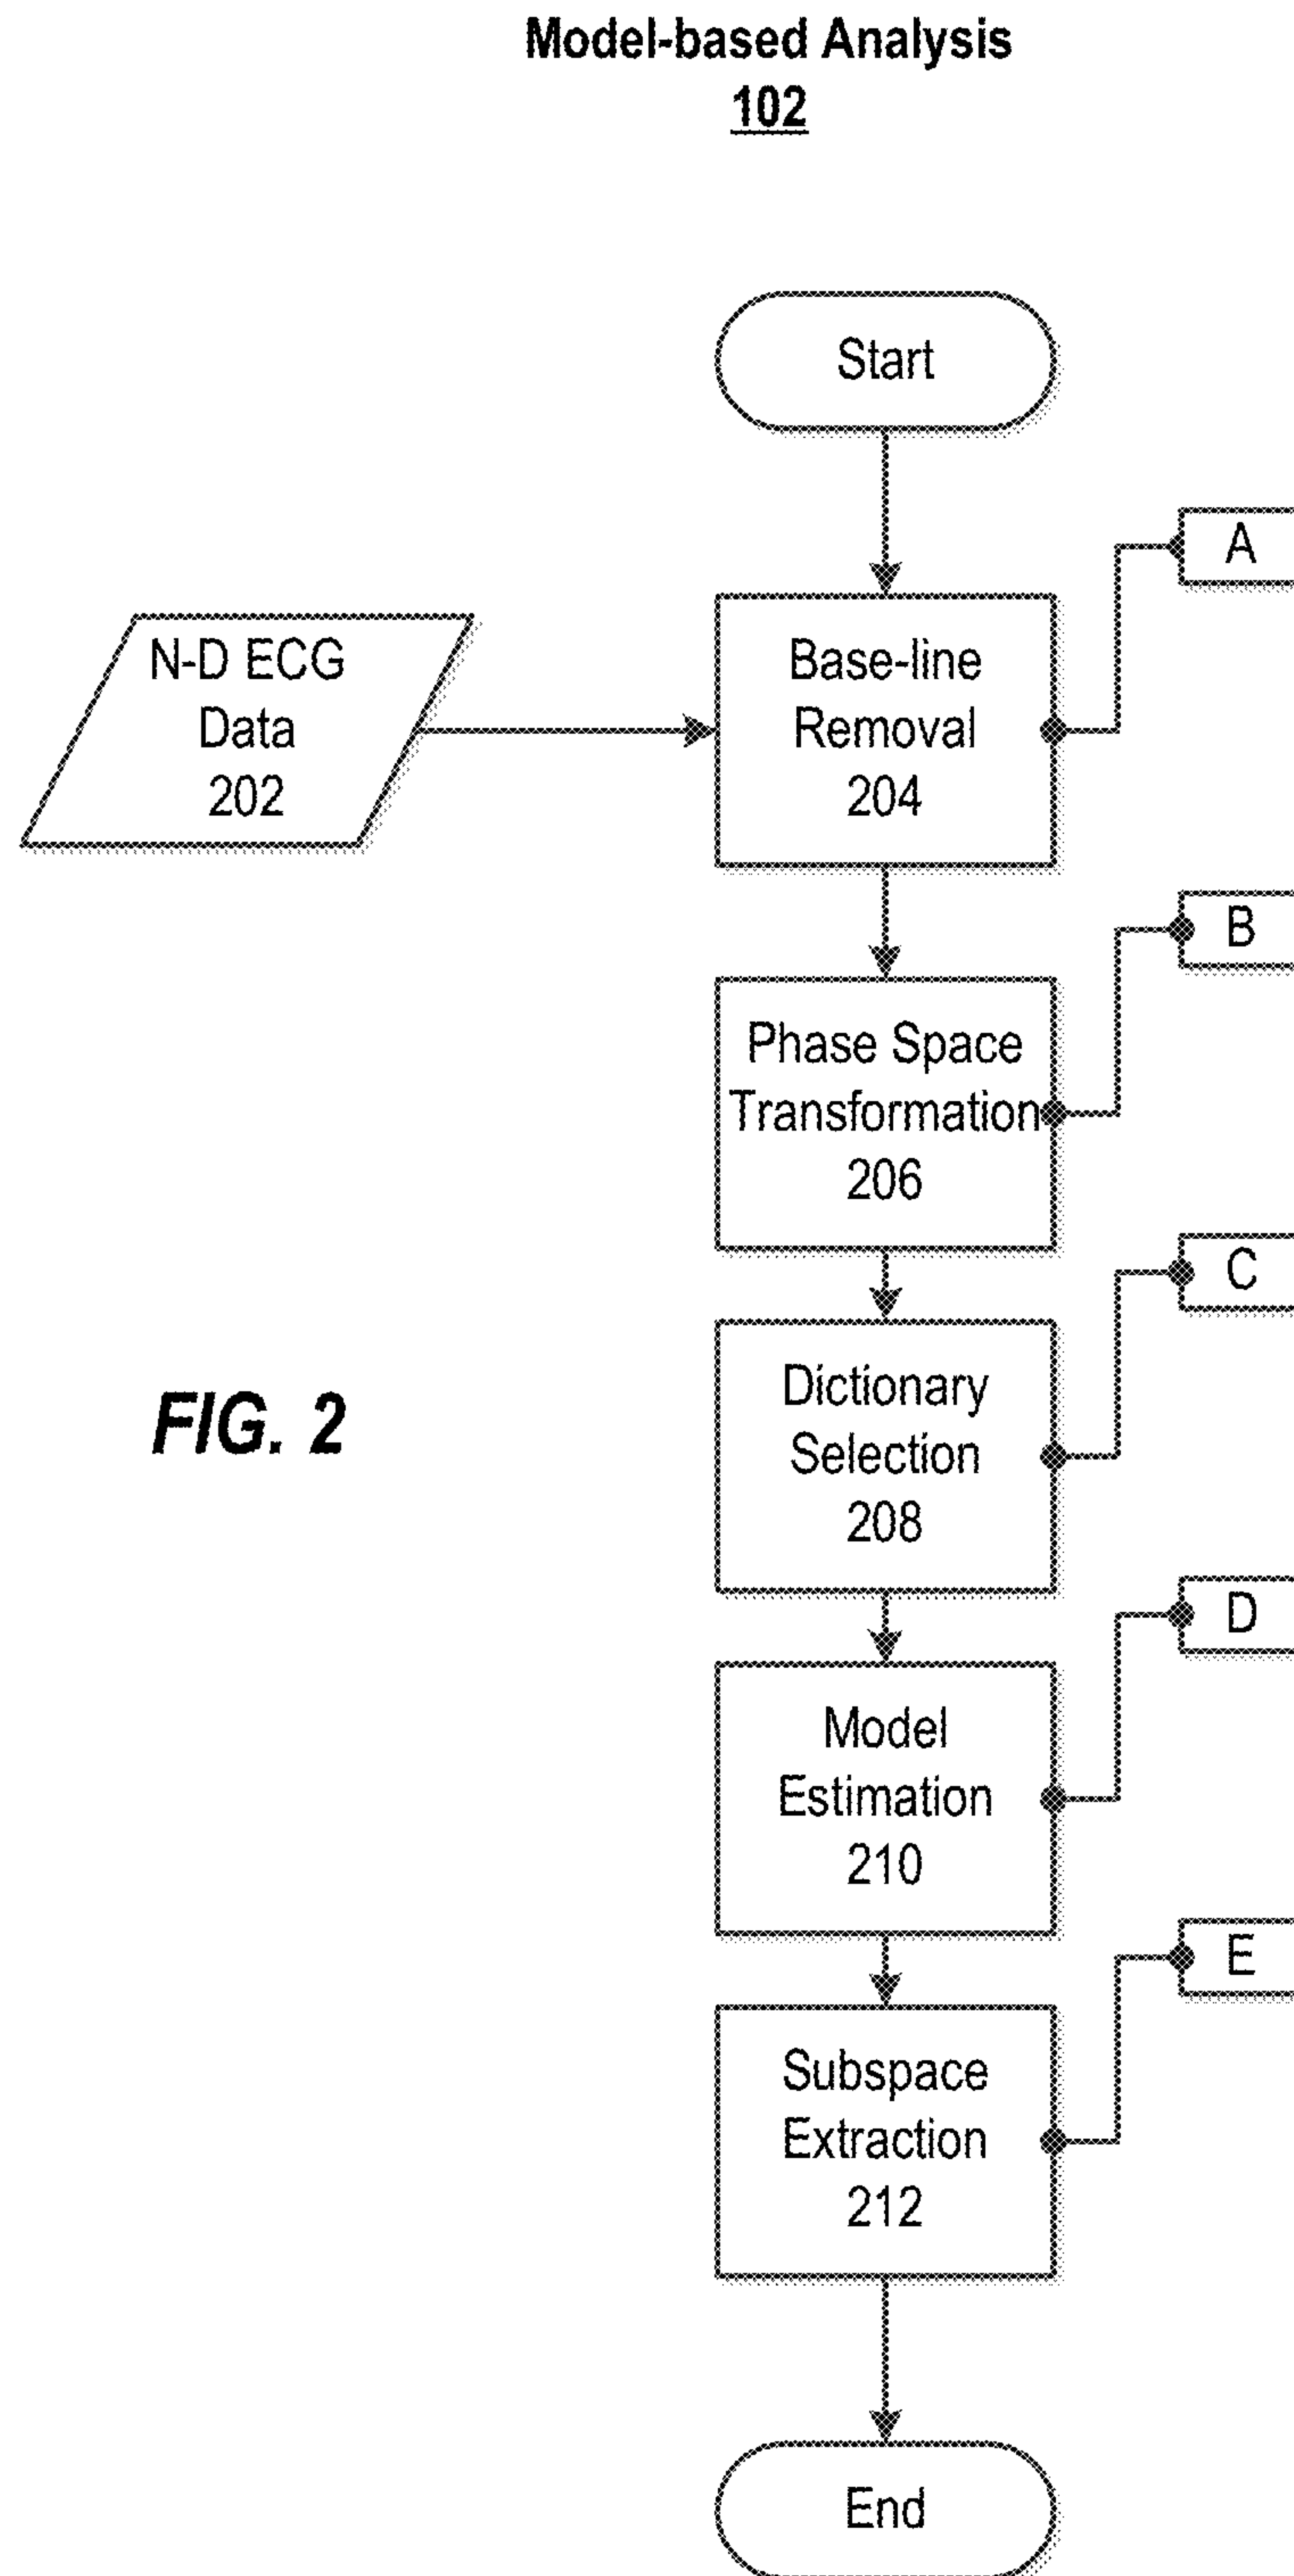 Model-based Analysis
102
Start
A
N-D ECG
Data
202
Base-line
Removal
204
B
Phase Space
Transformation
206
C
Dictionary
Selection
208
FIG. 2
D
Model
Estimation
210
E
Subspace
Extraction
212
End